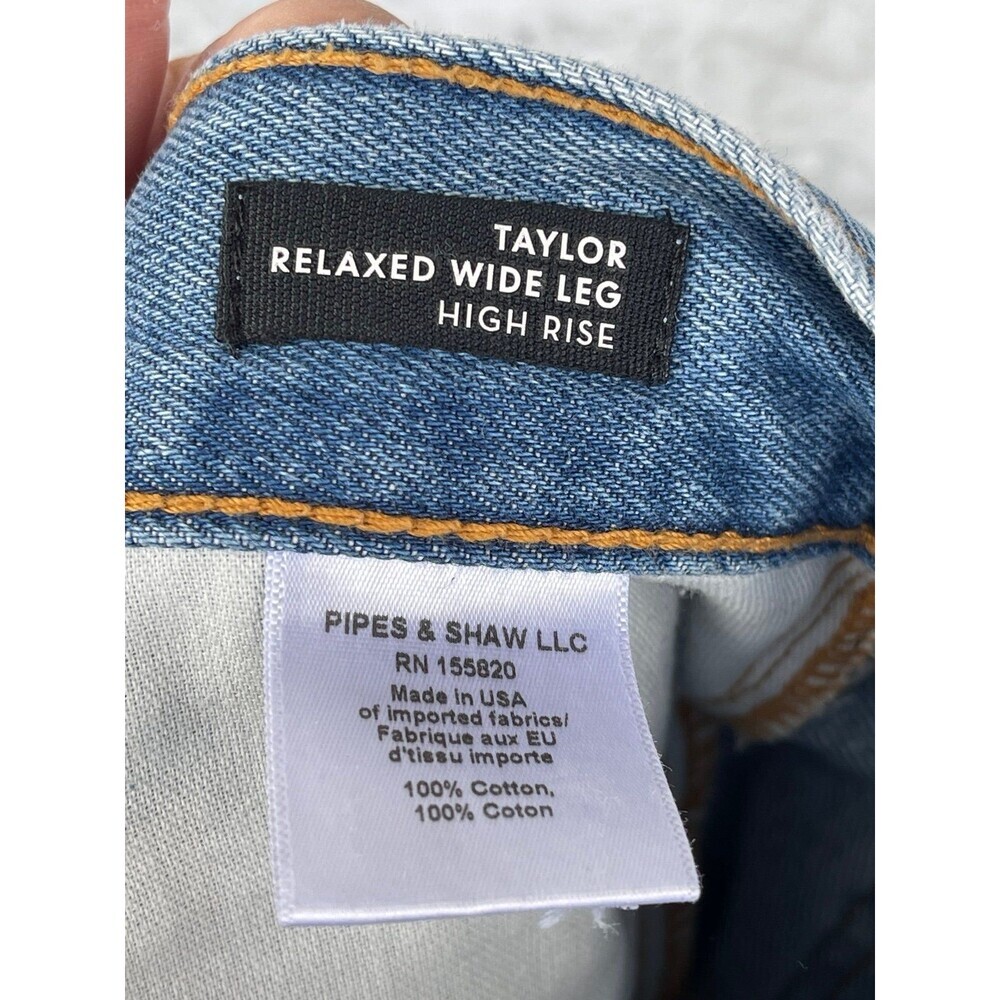 TAYLOR
RELAXED WIDE LEG
HIGH RISE
PIPES & SHAW LLC
RN 155820
Made in USA
of imported fabrics/
Fabrique aux EU
d'tissu importe
100% Cotton,
100% Coton